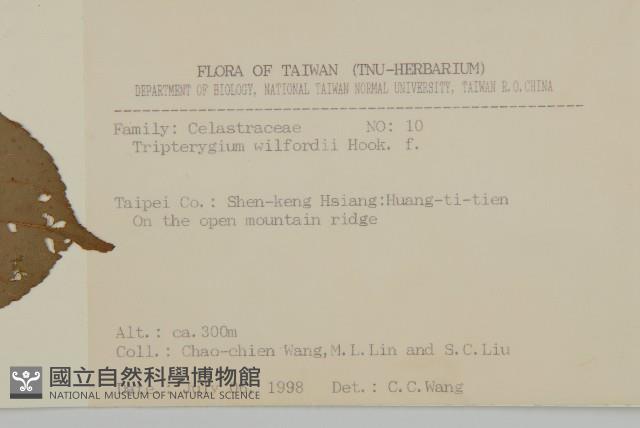 FLORA OF TAIWAN (TNU-HERBARIUM)
DEPARTMENT OF BIOLOGY, NATIONAL TAIWAN NORMAL UNIVERSITY, TAIWAN R.O.CHINA
Family: Celastraceae NO: 10
Tripterygium wilfordii Hook. f.
Taipei Co.: Shen-keng Hsiang:Huang-ti-tien
On the open mountain ridge
Alt.: ca.300m
Coll.: Chao-chien Wang,M.L.Lin and S.C.Liu
1998 Det.: C.C.Wang
國立自然科學博物館
NATIONAL MUSEUM OF NATURAL SCIENCE